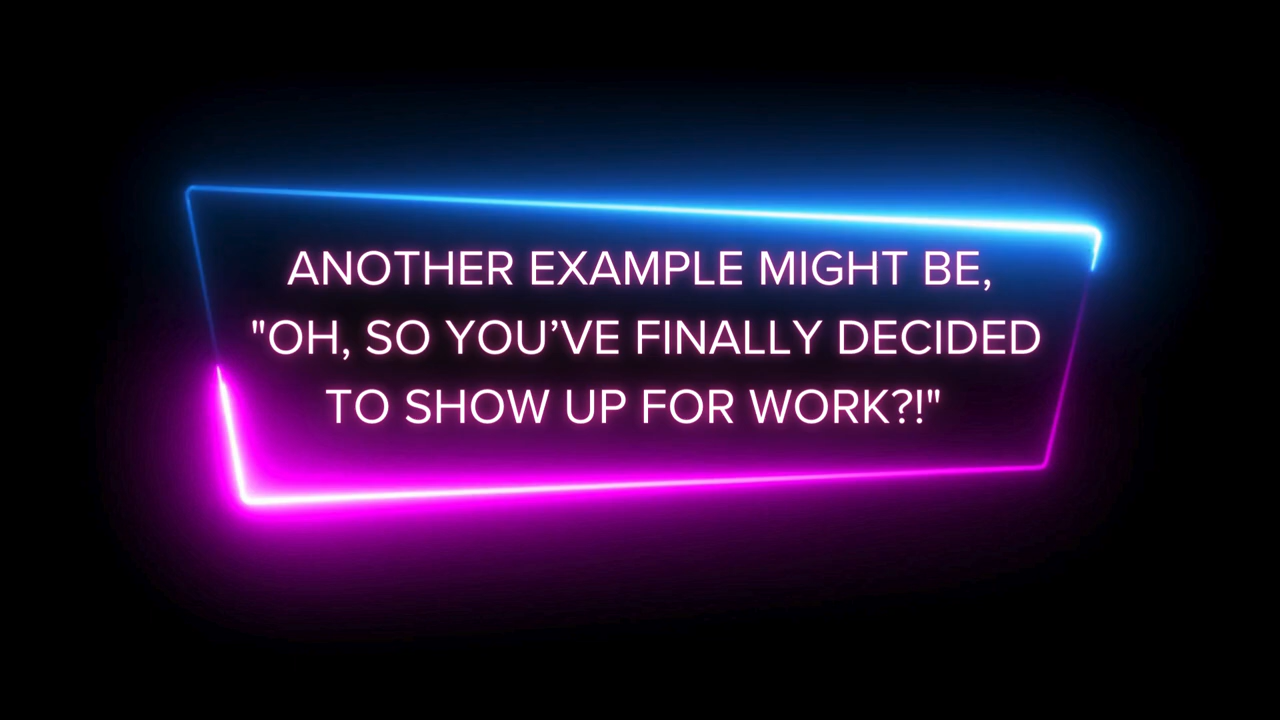 ANOTHER EXAMPLE MIGHT BE,
"OH, SO YOU’VE FINALLY DECIDED
TO SHOW UP FOR WORK?!"